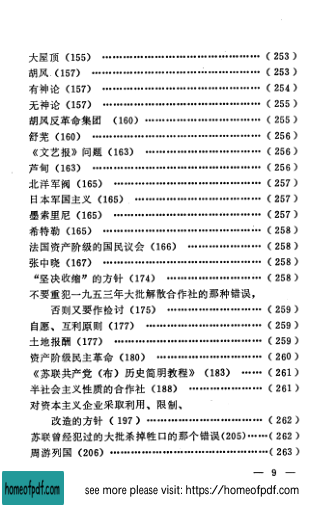 大屋顶（155） ……………………………………（253）
胡风（157） ……………………………………（253）
有神论（157） ……………………………………（254）
无神论（157） ……………………………………（255）
胡风反革命集团 （160）…………………………（255）
舒芜（160） ……………………………………（256）
《文艺报》问题（163） …………………………（256）
芦甸（163） ……………………………………（256）
北洋军阀（165） …………………………………（257）
日本军国主义（165）……………………………（257）
墨索里尼（165） …………………………………（257）
希特勒（165） ……………………………………（258）
法国资产阶级的国民议会（166） ………………（258）
张中晓（167） ……………………………………（258）
“坚决收缩”的方针（174） ……………………（258）
不要重犯一九五三年大批解散合作社的那种错误，
否则又要作检讨（175） …………………………（259）
自愿、互利原则（177） …………………………（259）
土地报酬（177） …………………………………（259）
资产阶级民主革命（180） ………………………（260）
《苏联共产党（布）历史简明教程》（183） ……（261）
半社会主义性质的合作社（188） ………………（261）
对资本主义企业采取利用、限制、
改造的方针（197）………………………………（262）
苏联曾经犯过的大批杀掉牲口的那个错误(205)……(262)
周游列国（206）……………………………………(263)
— 9 —
homeofpdf.com
see more please visit: https://homeofpdf.com